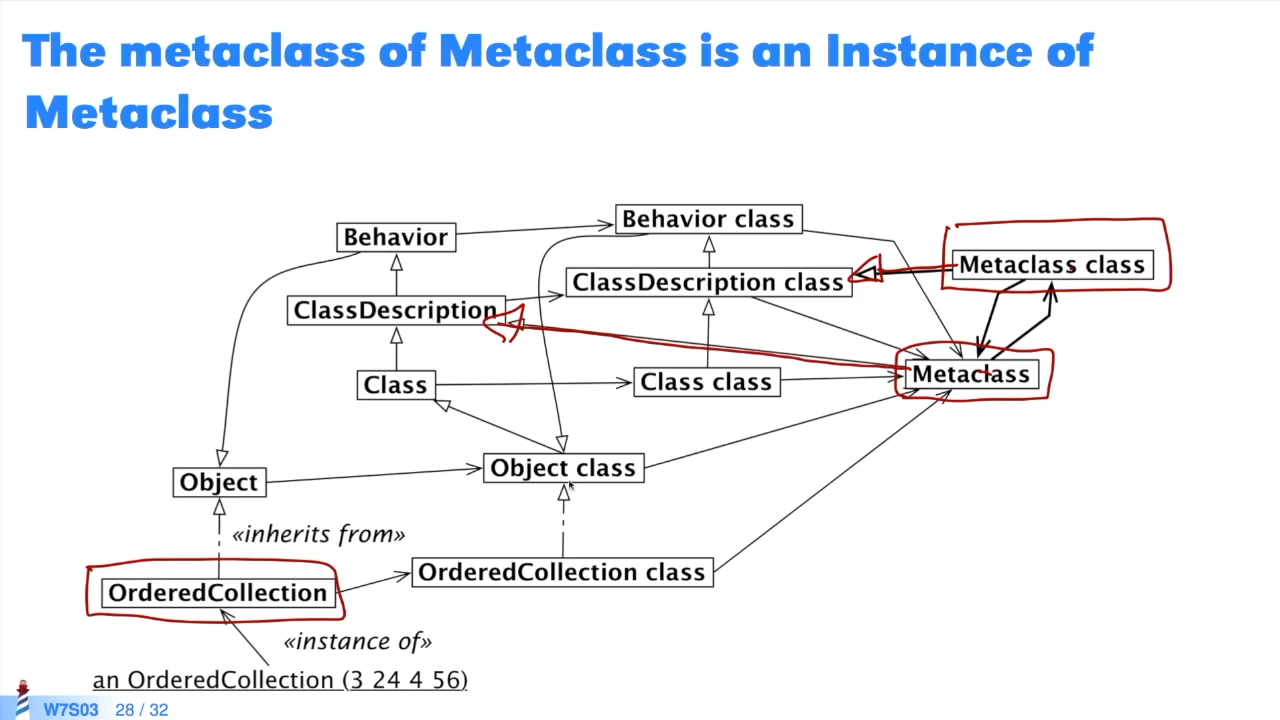 The metaclass of Metaclass is an Instance of
Metaclass
Behavior class
Behavior
Metaclass class
ClassDescription class
ClassDescription
Metaclass
Class
Class class
Object class
Object
«inherits from»
OrderedCollection class
OrderedCollection
«instance of»
an OrderedCollection (3 24 4 56)
W7S03 28 / 32